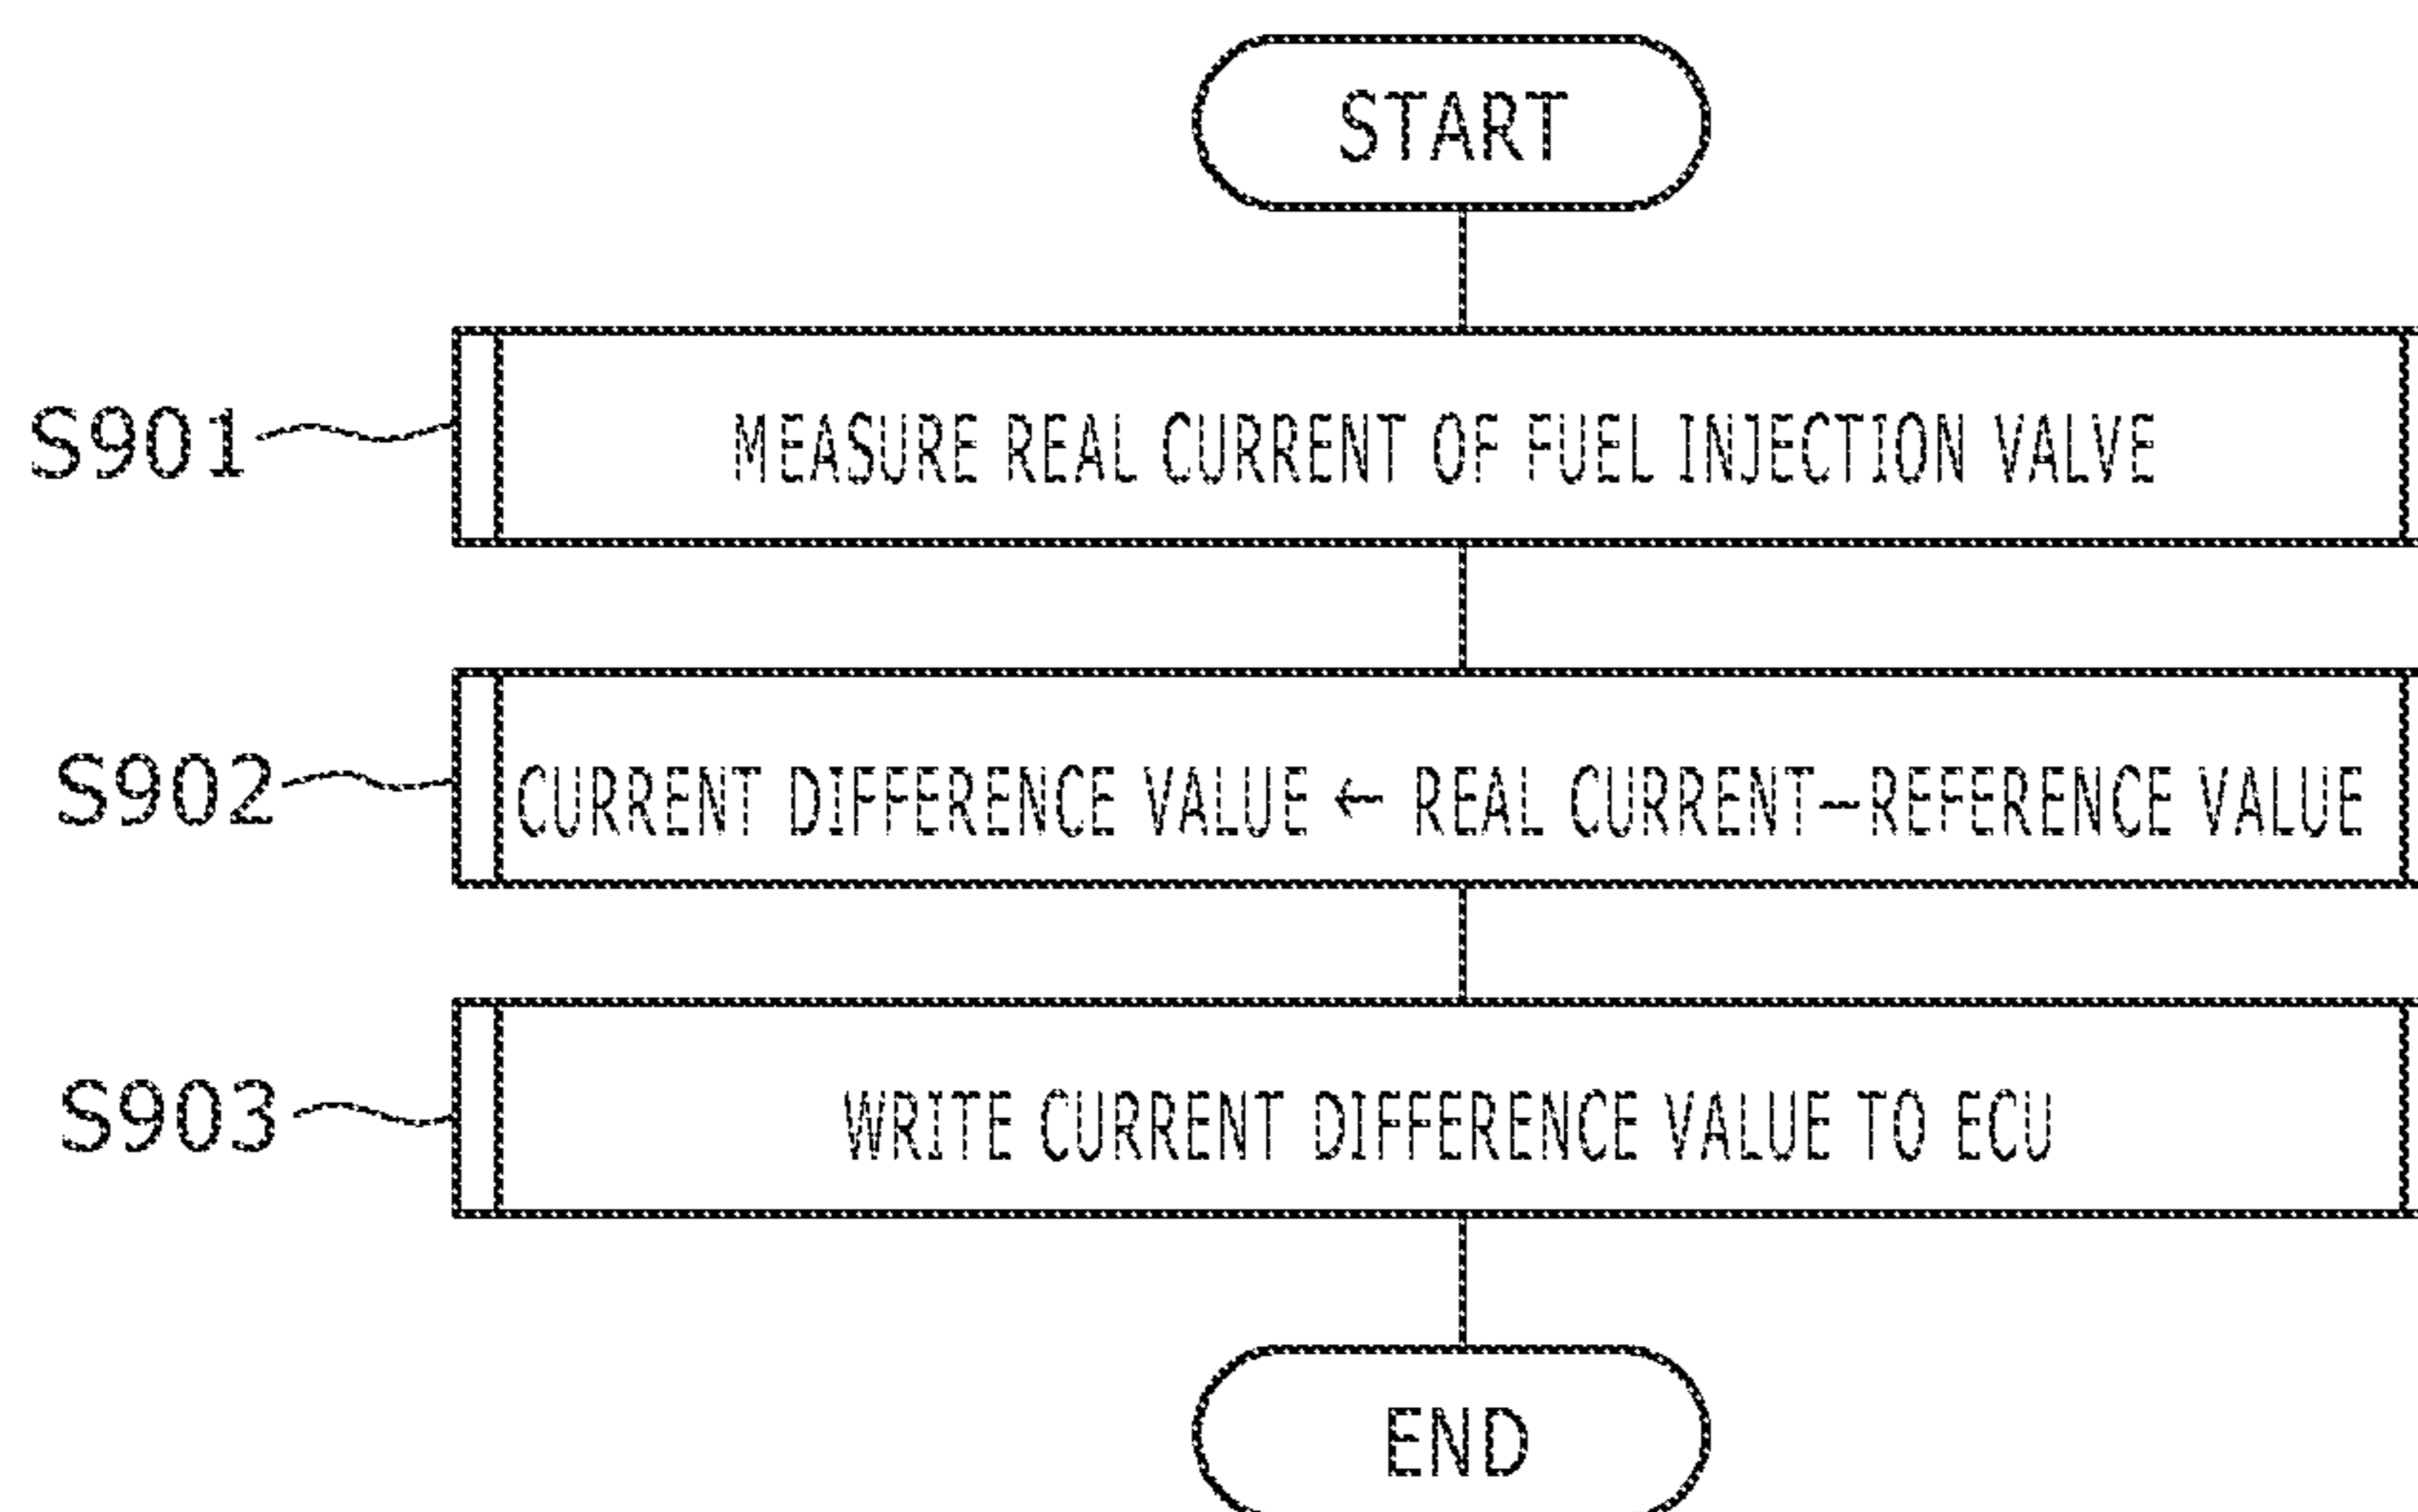 START
S901
MEASURE REAL CURRENT OF FUEL INJECTION VALVE
S902
CURRENT DIFFERENCE VALUE ← REAL CURRENT−REFERENCE VALUE
S903
WRITE CURRENT DIFFERENCE VALUE TO ECU
END